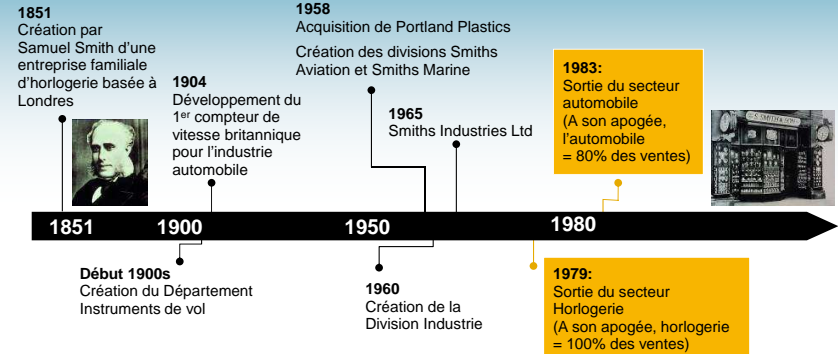 1851
Création par
Samuel Smith d'une
entreprise familiale
d'horlogerie basée à
Londres
1904
Développement du
1er compteur de
vitesse britannique
pour l'industrie
automobile
1958
Acquisition de Portland Plastics
Création des divisions Smiths
Aviation et Smiths Marine
1965
Smiths Industries Ltd
1983:
Sortie du secteur
automobile
(A son apogée,
l'automobile
= 80% des ventes)
1851
1900
1950
1980
Début 1900s
Création du Département
Instruments de vol
1960
Création de la
Division Industrie
1979:
Sortie du secteur
Horlogerie
(A son apogée, horlogerie
= 100% des ventes)